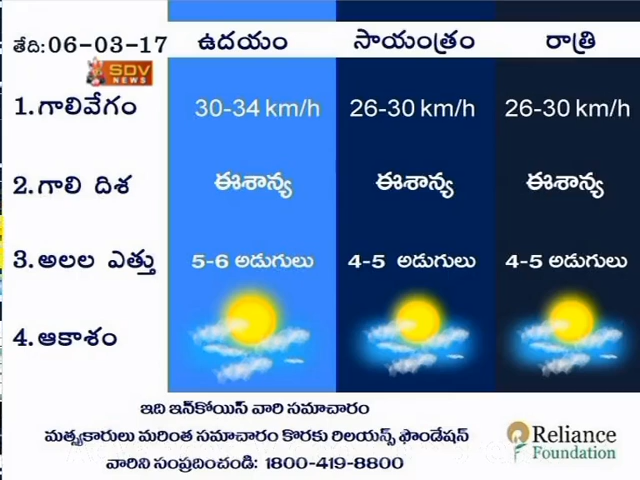 తేది: 06-03-17 ఉదయం సాయంత్రం రాత్రి
SDV
NEWS
1. గాలివేగం 30-34 km/h 26-30 km/h 26-30 km/h
2. గాలి దిశ ఈశాన్య ఈశాన్య ఈశాన్య
3. అలల ఎత్తు 5-6 అడుగులు 4-5 అడుగులు 4-5 అడుగులు
4. ఆకాశం
ఇది ఇన్‌కోయిస్ వారి సమాచారం
మత్స్యకారులు మరింత సమాచారం కొరకు రిలయన్స్ ఫౌండేషన్
వారిని సంప్రదించండి: 1800-419-8800
Reliance
Foundation